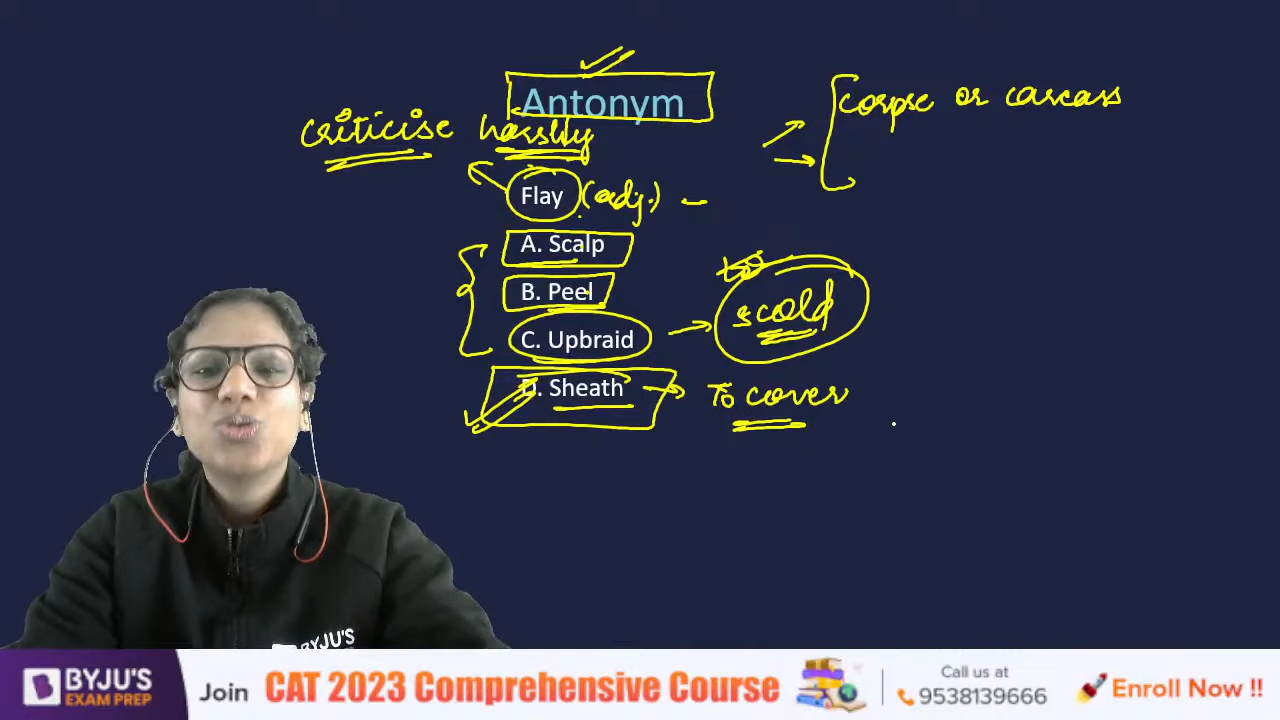 Antonym
corpse or carcass
criticise harshly
Flay (adj.) –
A. Scalp
B. Peel
scold
C. Upbraid
D. Sheath
To cover
BYJU'S
BYJU'S
EXAM PREP
Join CAT 2023 Comprehensive Course
Call us at
9538139666
Enroll Now !!